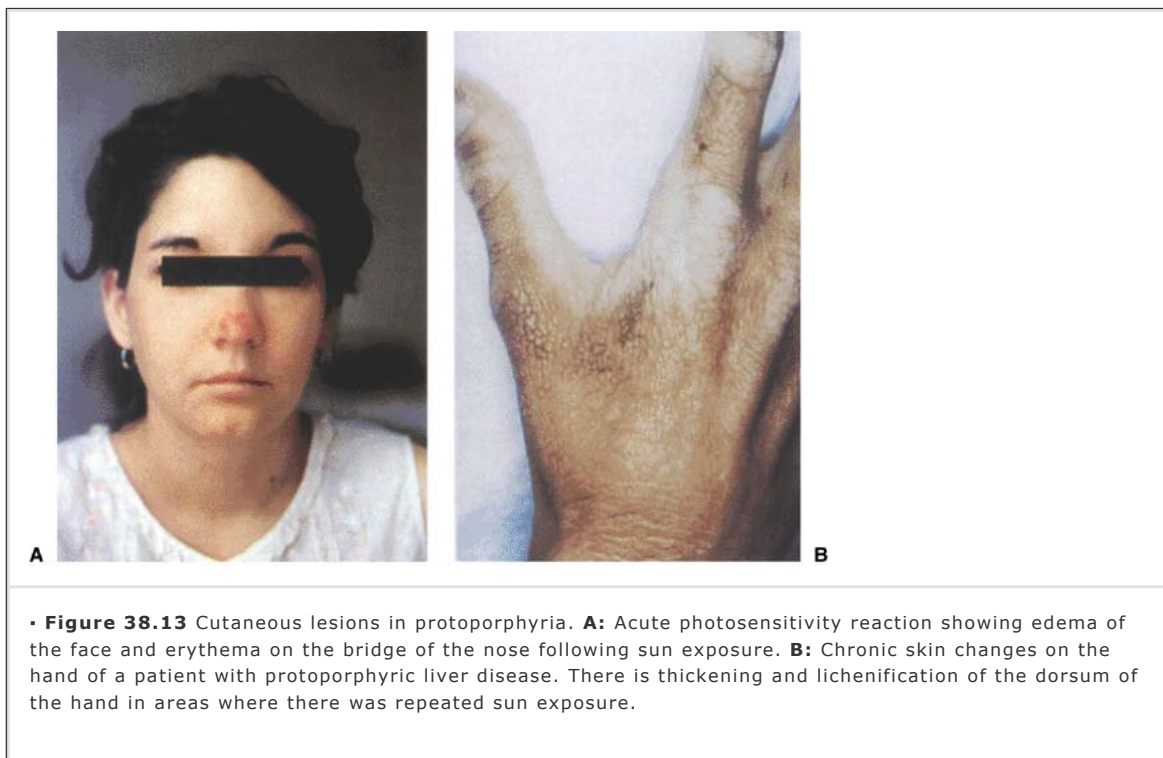 A
B
▪ Figure 38.13 Cutaneous lesions in protoporphyria. A: Acute photosensitivity reaction showing edema of
the face and erythema on the bridge of the nose following sun exposure. B: Chronic skin changes on the
hand of a patient with protoporphyric liver disease. There is thickening and lichenification of the dorsum of
the hand in areas where there was repeated sun exposure.